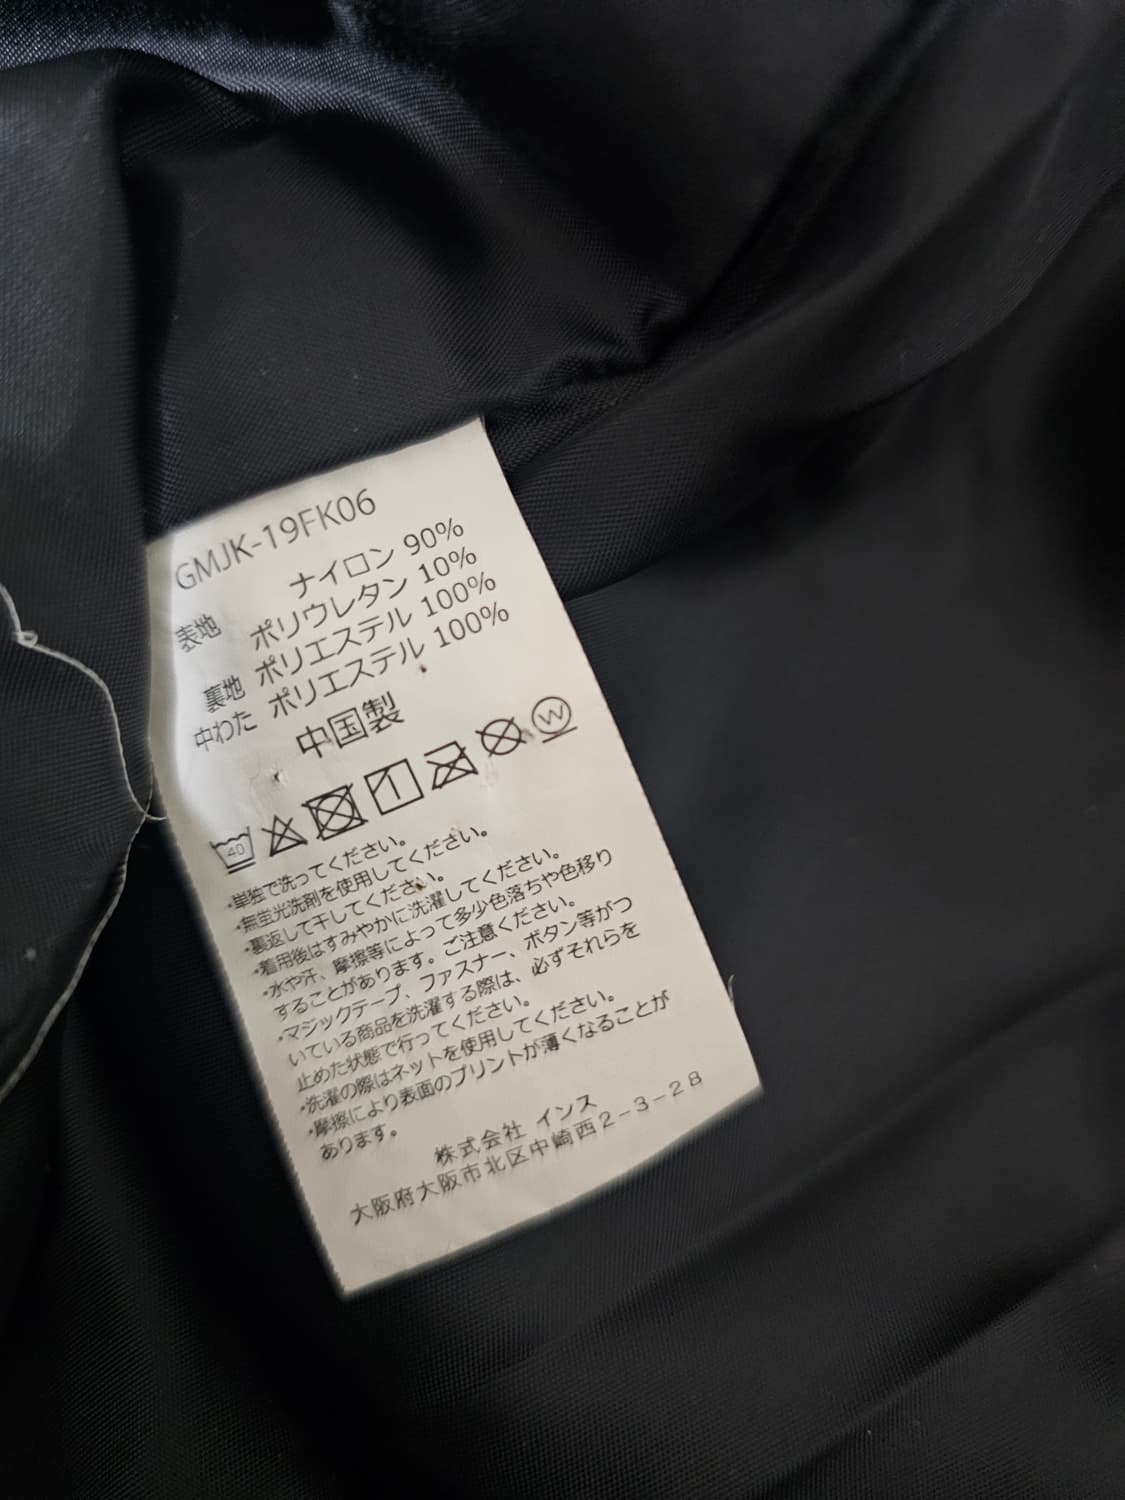 GMJK-19FK06
表地 ナイロン 90%
ポリウレタン 10%
裏地 ポリエステル 100%
中わた ポリエステル 100%
中国製
40 W
・単独で洗ってください。
・無蛍光洗剤を使用してください。
・裏返して干してください。
・着用後はすみやかに洗濯してください。
・水や汗、摩擦等によって多少色落ちや色移り
することがあります。ご注意ください。
・マジックテープ、ファスナー、ボタン等がつ
いている商品を洗濯する際は、必ずそれらを
止めた状態で行ってください。
・洗濯の際はネットを使用してください。
・摩擦により表面のプリントが薄くなることが
あります。
株式会社 インス
大阪府大阪市北区中崎西2-3-28